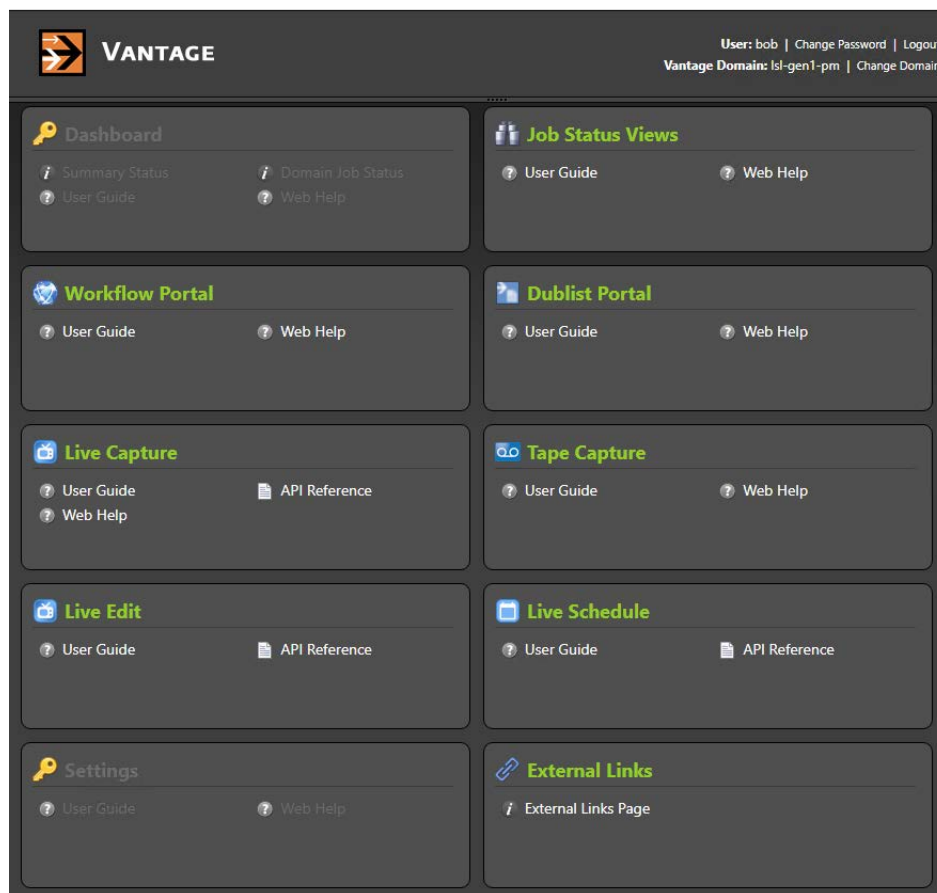 VANTAGE
User: bob | Change Password | Logout
Vantage Domain: lsl-gen1-pm | Change Domain
Dashboard
Summary Status
Domain Job Status
User Guide
Web Help
Job Status Views
User Guide
Web Help
Workflow Portal
User Guide
Web Help
Dublist Portal
User Guide
Web Help
Live Capture
User Guide
API Reference
Web Help
Tape Capture
User Guide
Web Help
Live Edit
User Guide
API Reference
Live Schedule
User Guide
API Reference
Settings
User Guide
Web Help
External Links
External Links Page